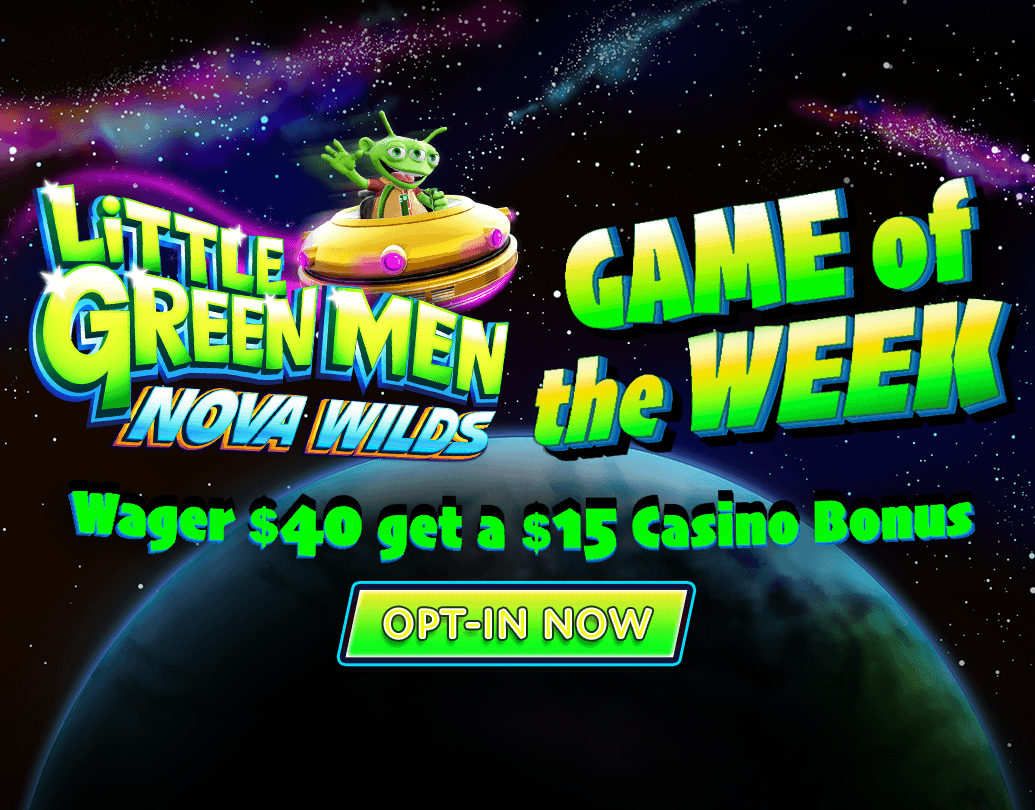 LiTTLE
GREEN MEN
NOVA WILDS
GAME of
the WEEK
Wager $40 get a $15 Casino Bonus
OPT-IN NOW